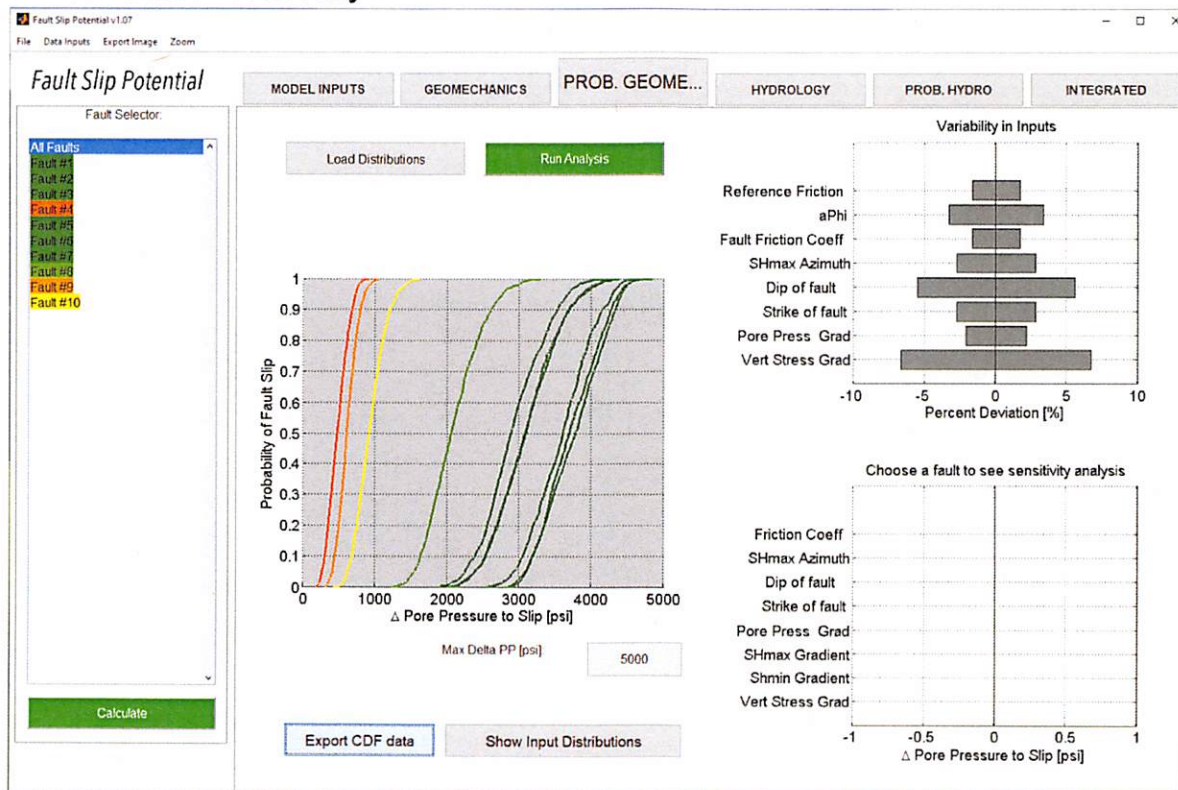 Fault Slip Potential v1.07
File Data Inputs Export Image Zoom
Fault Slip Potential
MODEL INPUTS
GEOMECHANICS
PROB. GEOME...
HYDROLOGY
PROB. HYDRO
INTEGRATED
Fault Selector:
All Faults
Fault #1
Fault #2
Fault #3
Fault #4
Fault #5
Fault #6
Fault #7
Fault #8
Fault #9
Fault #10
Calculate
Load Distributions
Run Analysis
Probability of Fault Slip
1
0.9
0.8
0.7
0.6
0.5
0.4
0.3
0.2
0.1
0
0 1000 2000 3000 4000 5000
Δ Pore Pressure to Slip [psi]
Max Delta PP [psi]
5000
Export CDF data
Show Input Distributions
Variability in Inputs
Reference Friction
aPhi
Fault Friction Coeff
SHmax Azimuth
Dip of fault
Strike of fault
Pore Press Grad
Vert Stress Grad
-10 -5 0 5 10
Percent Deviation [%]
Choose a fault to see sensitivity analysis
Friction Coeff
SHmax Azimuth
Dip of fault
Strike of fault
Pore Press Grad
SHmax Gradient
Shmin Gradient
Vert Stress Grad
-1 -0.5 0 0.5 1
Δ Pore Pressure to Slip [psi]